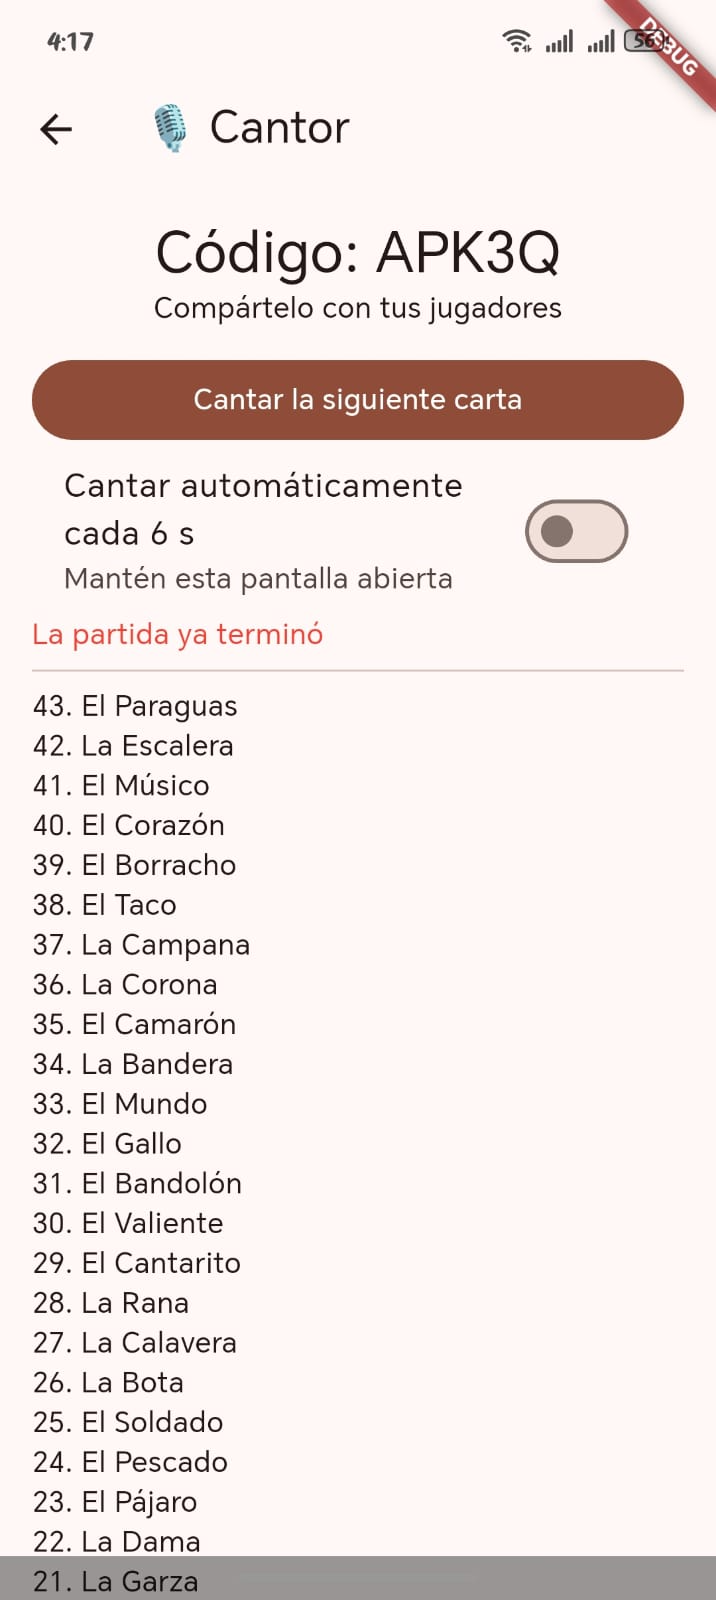 4:17
56
DEBUG
Cantor
Código: APK3Q
Compártelo con tus jugadores
Cantar la siguiente carta
Cantar automáticamente
cada 6 s
Mantén esta pantalla abierta
La partida ya terminó
43. El Paraguas
42. La Escalera
41. El Músico
40. El Corazón
39. El Borracho
38. El Taco
37. La Campana
36. La Corona
35. El Camarón
34. La Bandera
33. El Mundo
32. El Gallo
31. El Bandolón
30. El Valiente
29. El Cantarito
28. La Rana
27. La Calavera
26. La Bota
25. El Soldado
24. El Pescado
23. El Pájaro
22. La Dama
21. La Garza